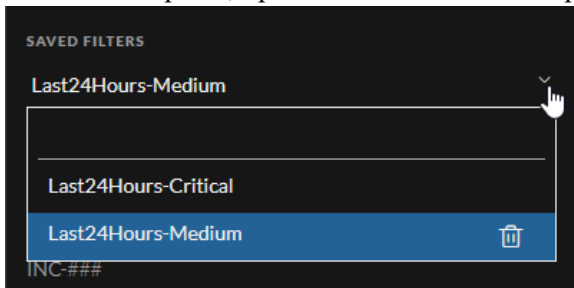 SAVED FILTERS
Last24Hours-Medium
Last24Hours-Critical
Last24Hours-Medium
INC-###